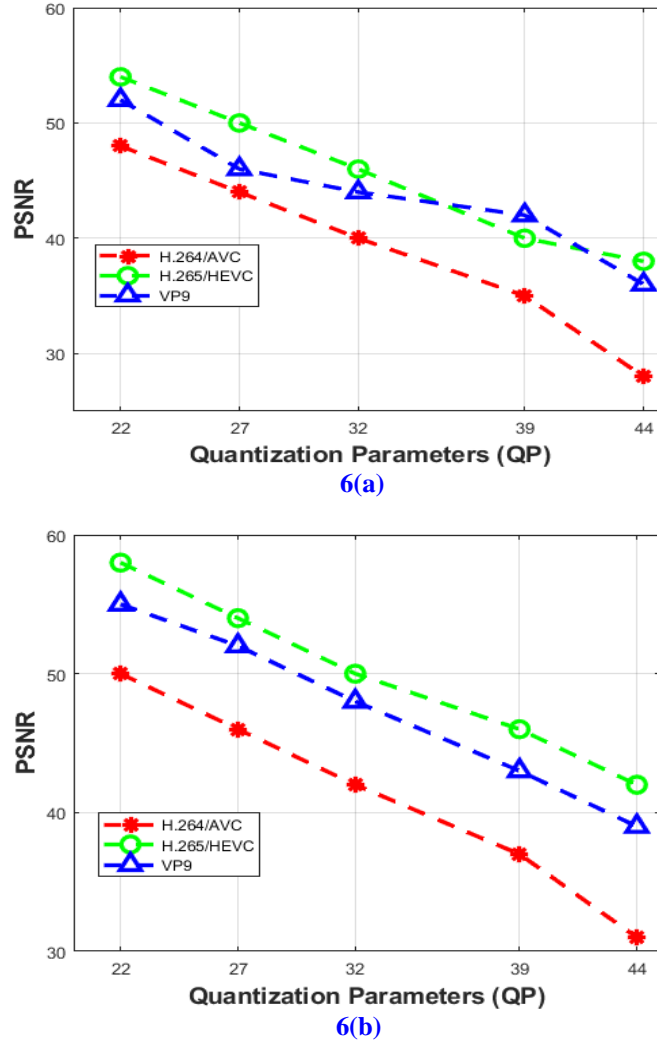 60
50
40
30
PSNR
H.264/AVC
H.265/HEVC
VP9
22 27 32 39 44
Quantization Parameters (QP)
6(a)
60
50
40
30
PSNR
H.264/AVC
H.265/HEVC
VP9
22 27 32 39 44
Quantization Parameters (QP)
6(b)